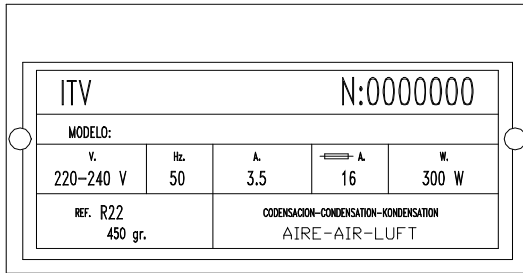 ITV N:0000000
MODELO:
V. Hz. A. A. W.
220-240 V 50 3.5 16 300 W
REF. R22 CODENSACION-CONDENSATION-KONDENSATION
450 gr. AIRE-AIR-LUFT